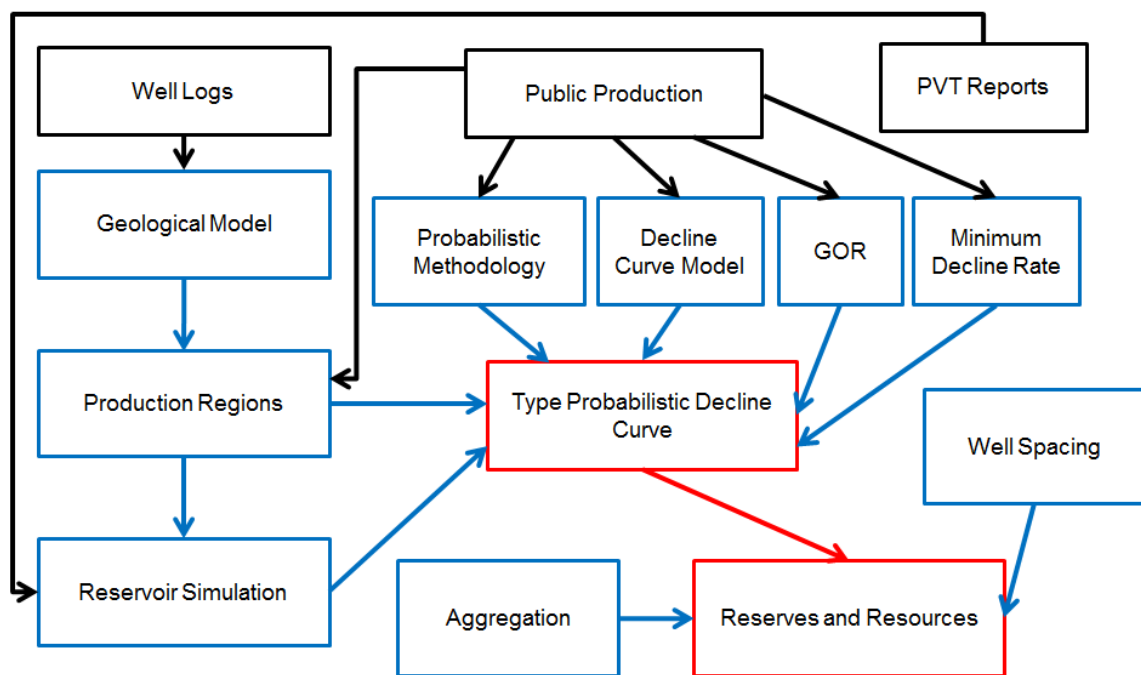 Well Logs
Public Production
PVT Reports
Geological Model
Probabilistic
Methodology
Decline
Curve Model
GOR
Minimum
Decline Rate
Production Regions
Type Probabilistic Decline
Curve
Well Spacing
Reservoir Simulation
Aggregation
Reserves and Resources